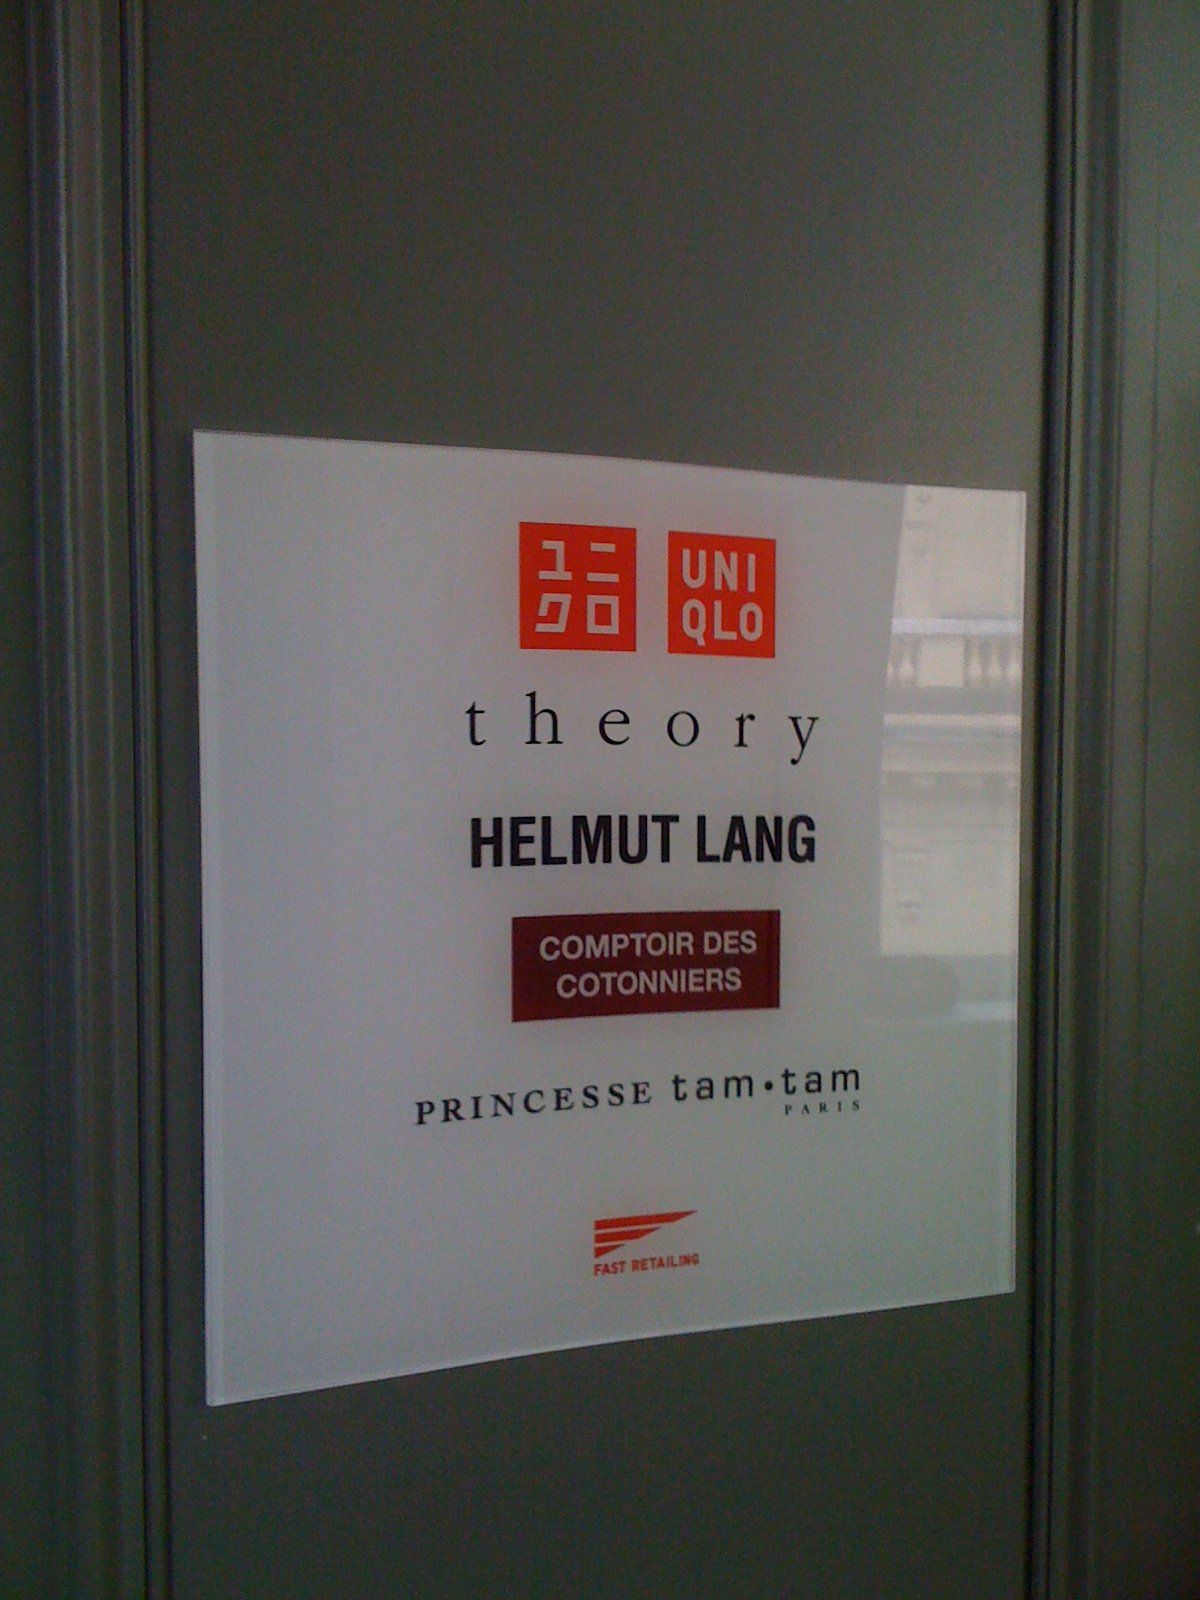 ユニ
クロ
UNI
QLO
theory
HELMUT LANG
COMPTOIR DES
COTONNIERS
PRINCESSE tam•tam
PARIS
FAST RETAILING